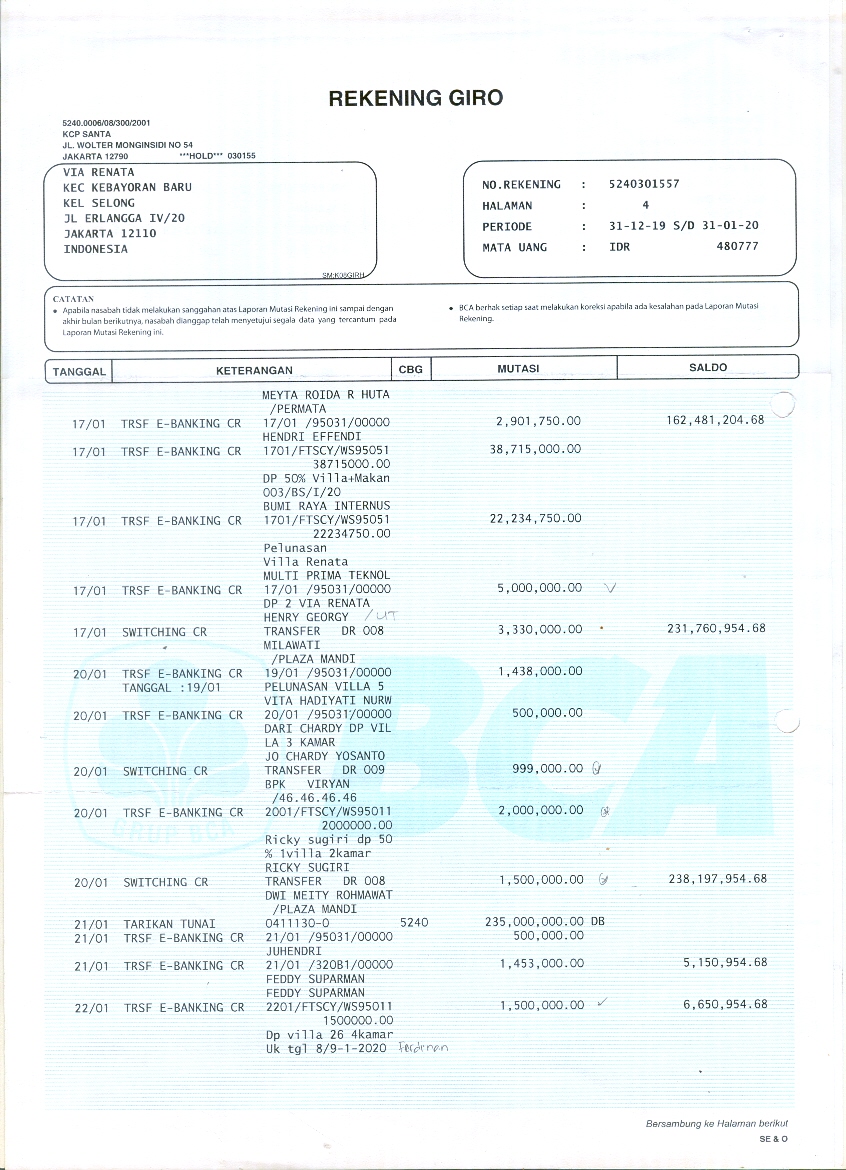 REKENING GIRO
5240.0006/08/300/2001
KCP SANTA
JL. WOLTER MONGINSIDI NO 54
JAKARTA 12790 ***HOLD*** 030155
VIA RENATA
KEC KEBAYORAN BARU
KEL SELONG
JL ERLANGGA IV/20
JAKARTA 12110
INDONESIA
SM:K08GIRH
NO.REKENING : 5240301557
HALAMAN : 4
PERIODE : 31-12-19 S/D 31-01-20
MATA UANG : IDR 480777
CATATAN
• Apabila nasabah tidak melakukan sanggahan atas Laporan Mutasi Rekening ini sampai dengan
akhir bulan berikutnya, nasabah dianggap telah menyetujui segala data yang tercantum pada
Laporan Mutasi Rekening ini.
• BCA berhak setiap saat melakukan koreksi apabila ada kesalahan pada Laporan Mutasi
Rekening.
TANGGAL KETERANGAN CBG MUTASI SALDO
MEYTA ROIDA R HUTA
/PERMATA
17/01 TRSF E-BANKING CR 17/01 /95031/00000 2,901,750.00 162,481,204.68
HENDRI EFFENDI
17/01 TRSF E-BANKING CR 1701/FTSCY/WS95051 38,715,000.00
38715000.00
DP 50% Villa+Makan
003/BS/I/20
BUMI RAYA INTERNUS
17/01 TRSF E-BANKING CR 1701/FTSCY/WS95051 22,234,750.00
22234750.00
Pelunasan
Villa Renata
MULTI PRIMA TEKNOL
17/01 TRSF E-BANKING CR 17/01 /95031/00000 5,000,000.00
DP 2 VIA RENATA
HENRY GEORGY /UT
17/01 SWITCHING CR TRANSFER DR 008 3,330,000.00 231,760,954.68
MILAWATI
/PLAZA MANDI
20/01 TRSF E-BANKING CR 19/01 /95031/00000 1,438,000.00
TANGGAL :19/01 PELUNASAN VILLA 5
VITA HADIYATI NURW
20/01 TRSF E-BANKING CR 20/01 /95031/00000 500,000.00
DARI CHARDY DP VIL
LA 3 KAMAR
JO CHARDY YOSANTO
20/01 SWITCHING CR TRANSFER DR 009 999,000.00
BPK VIRYAN
/46.46.46.46
20/01 TRSF E-BANKING CR 2001/FTSCY/WS95011 2,000,000.00
2000000.00
Ricky sugiri dp 50
% 1villa 2kamar
RICKY SUGIRI
20/01 SWITCHING CR TRANSFER DR 008 1,500,000.00 238,197,954.68
DWI MEITY ROHMAWAT
/PLAZA MANDI
21/01 TARIKAN TUNAI 0411130-0 5240 235,000,000.00 DB
21/01 TRSF E-BANKING CR 21/01 /95031/00000 500,000.00
JUHENDRI
21/01 TRSF E-BANKING CR 21/01 /320B1/00000 1,453,000.00 5,150,954.68
FEDDY SUPARMAN
FEDDY SUPARMAN
22/01 TRSF E-BANKING CR 2201/FTSCY/WS95011 1,500,000.00 6,650,954.68
1500000.00
Dp villa 26 4kamar
Uk tgl 8/9-1-2020 Ferdinan
BCA
GRUP BCA
Bersambung ke Halaman berikut
SE & O